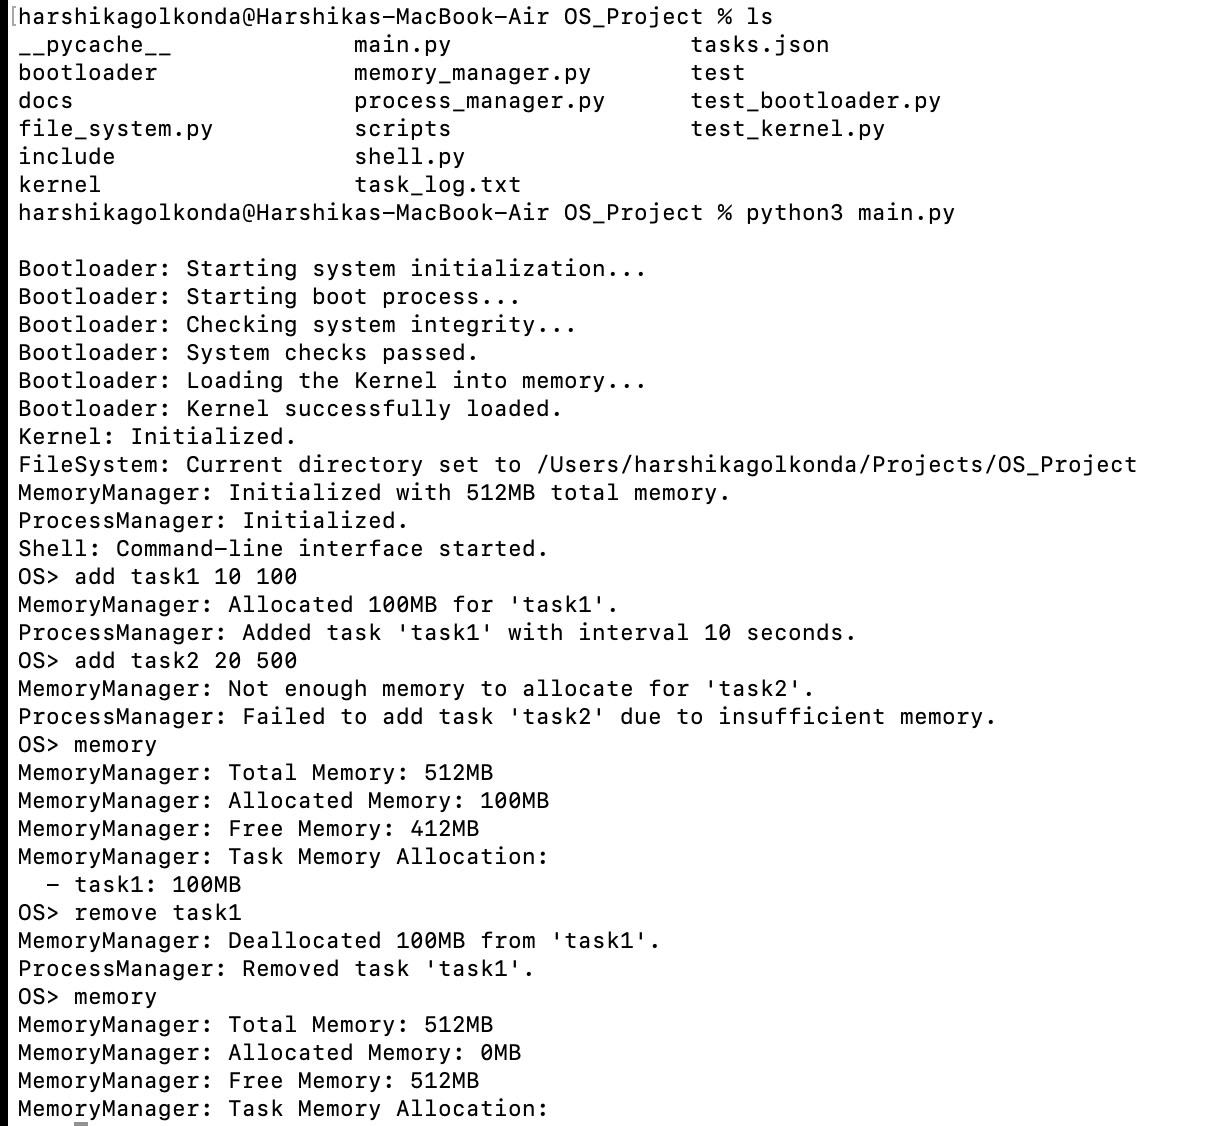 [harshikagolkonda@Harshikas-MacBook-Air OS_Project % ls
__pycache__ main.py tasks.json
bootloader memory_manager.py test
docs process_manager.py test_bootloader.py
file_system.py scripts test_kernel.py
include shell.py
kernel task_log.txt
harshikagolkonda@Harshikas-MacBook-Air OS_Project % python3 main.py
Bootloader: Starting system initialization...
Bootloader: Starting boot process...
Bootloader: Checking system integrity...
Bootloader: System checks passed.
Bootloader: Loading the Kernel into memory...
Bootloader: Kernel successfully loaded.
Kernel: Initialized.
FileSystem: Current directory set to /Users/harshikagolkonda/Projects/OS_Project
MemoryManager: Initialized with 512MB total memory.
ProcessManager: Initialized.
Shell: Command-line interface started.
OS> add task1 10 100
MemoryManager: Allocated 100MB for 'task1'.
ProcessManager: Added task 'task1' with interval 10 seconds.
OS> add task2 20 500
MemoryManager: Not enough memory to allocate for 'task2'.
ProcessManager: Failed to add task 'task2' due to insufficient memory.
OS> memory
MemoryManager: Total Memory: 512MB
MemoryManager: Allocated Memory: 100MB
MemoryManager: Free Memory: 412MB
MemoryManager: Task Memory Allocation:
- task1: 100MB
OS> remove task1
MemoryManager: Deallocated 100MB from 'task1'.
ProcessManager: Removed task 'task1'.
OS> memory
MemoryManager: Total Memory: 512MB
MemoryManager: Allocated Memory: 0MB
MemoryManager: Free Memory: 512MB
MemoryManager: Task Memory Allocation: